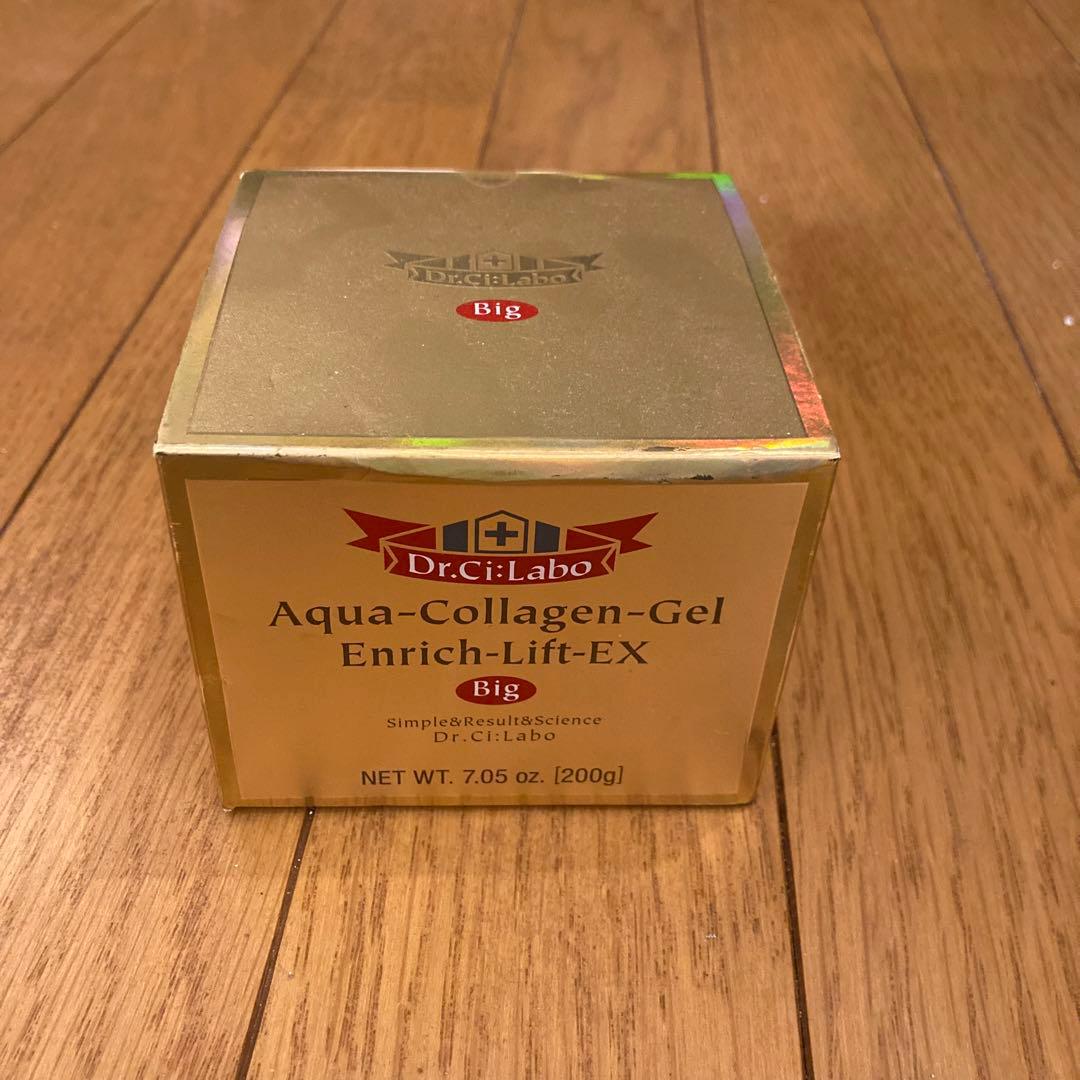 Dr.Ci:Labo
Big
Dr.Ci:Labo
Aqua-Collagen-Gel
Enrich-Lift-EX
Big
Simple&Result&Science
Dr.Ci:Labo
NET WT. 7.05 oz. [200g]